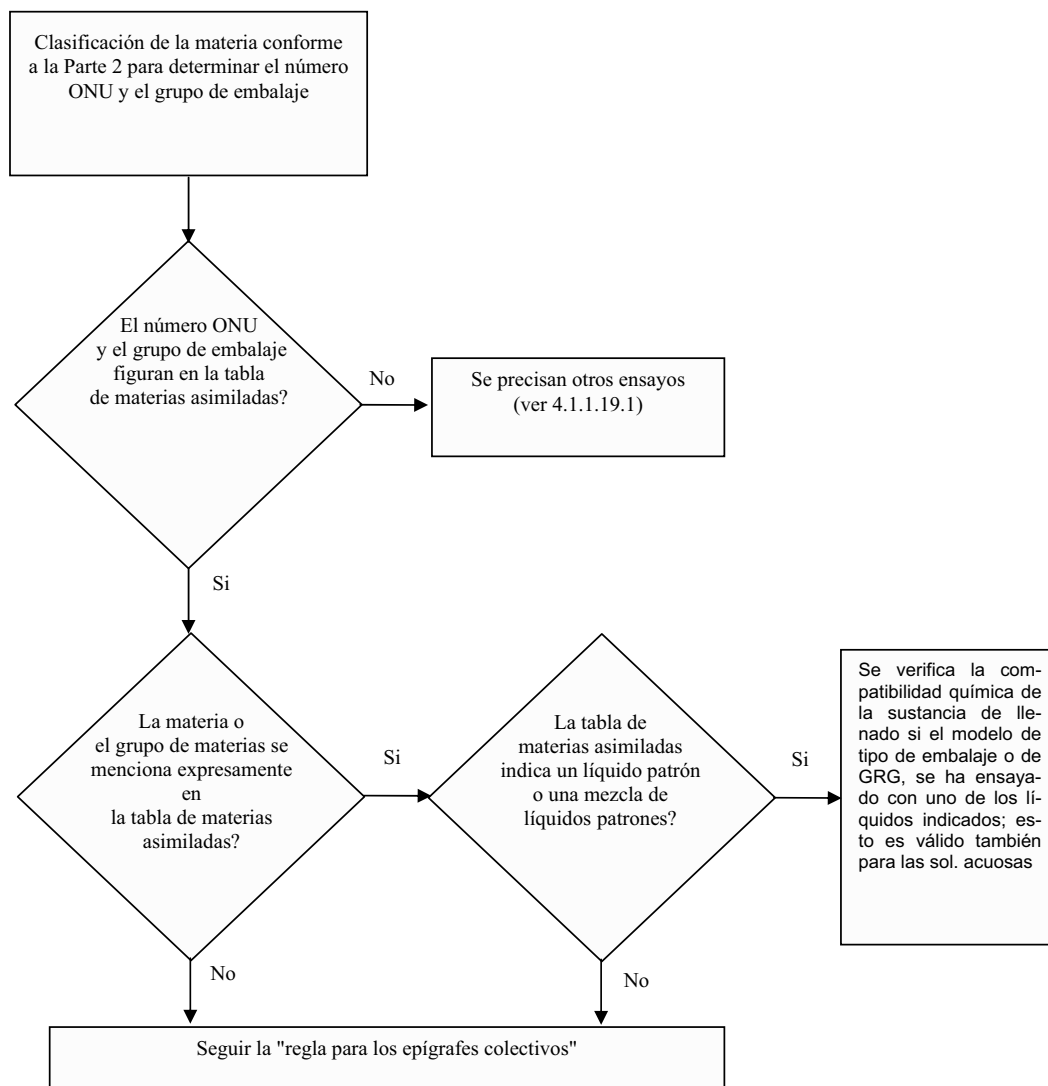 Clasificación de la materia conforme
a la Parte 2 para determinar el número
ONU y el grupo de embalaje
El número ONU
y el grupo de embalaje
figuran en la tabla
de materias asimiladas?
No
Se precisan otros ensayos
(ver 4.1.1.19.1)
Si
La materia o
el grupo de materias se
menciona expresamente
en
la tabla de materias
asimiladas?
Si
La tabla de
materias asimiladas
indica un líquido patrón
o una mezcla de
líquidos patrones?
Si
Se verifica la com-
patibilidad química de
la sustancia de lle-
nado si el modelo de
tipo de embalaje o de
GRG, se ha ensaya-
do con uno de los lí-
quidos indicados; es-
to es válido también
para las sol. acuosas
No
No
Seguir la "regla para los epígrafes colectivos"